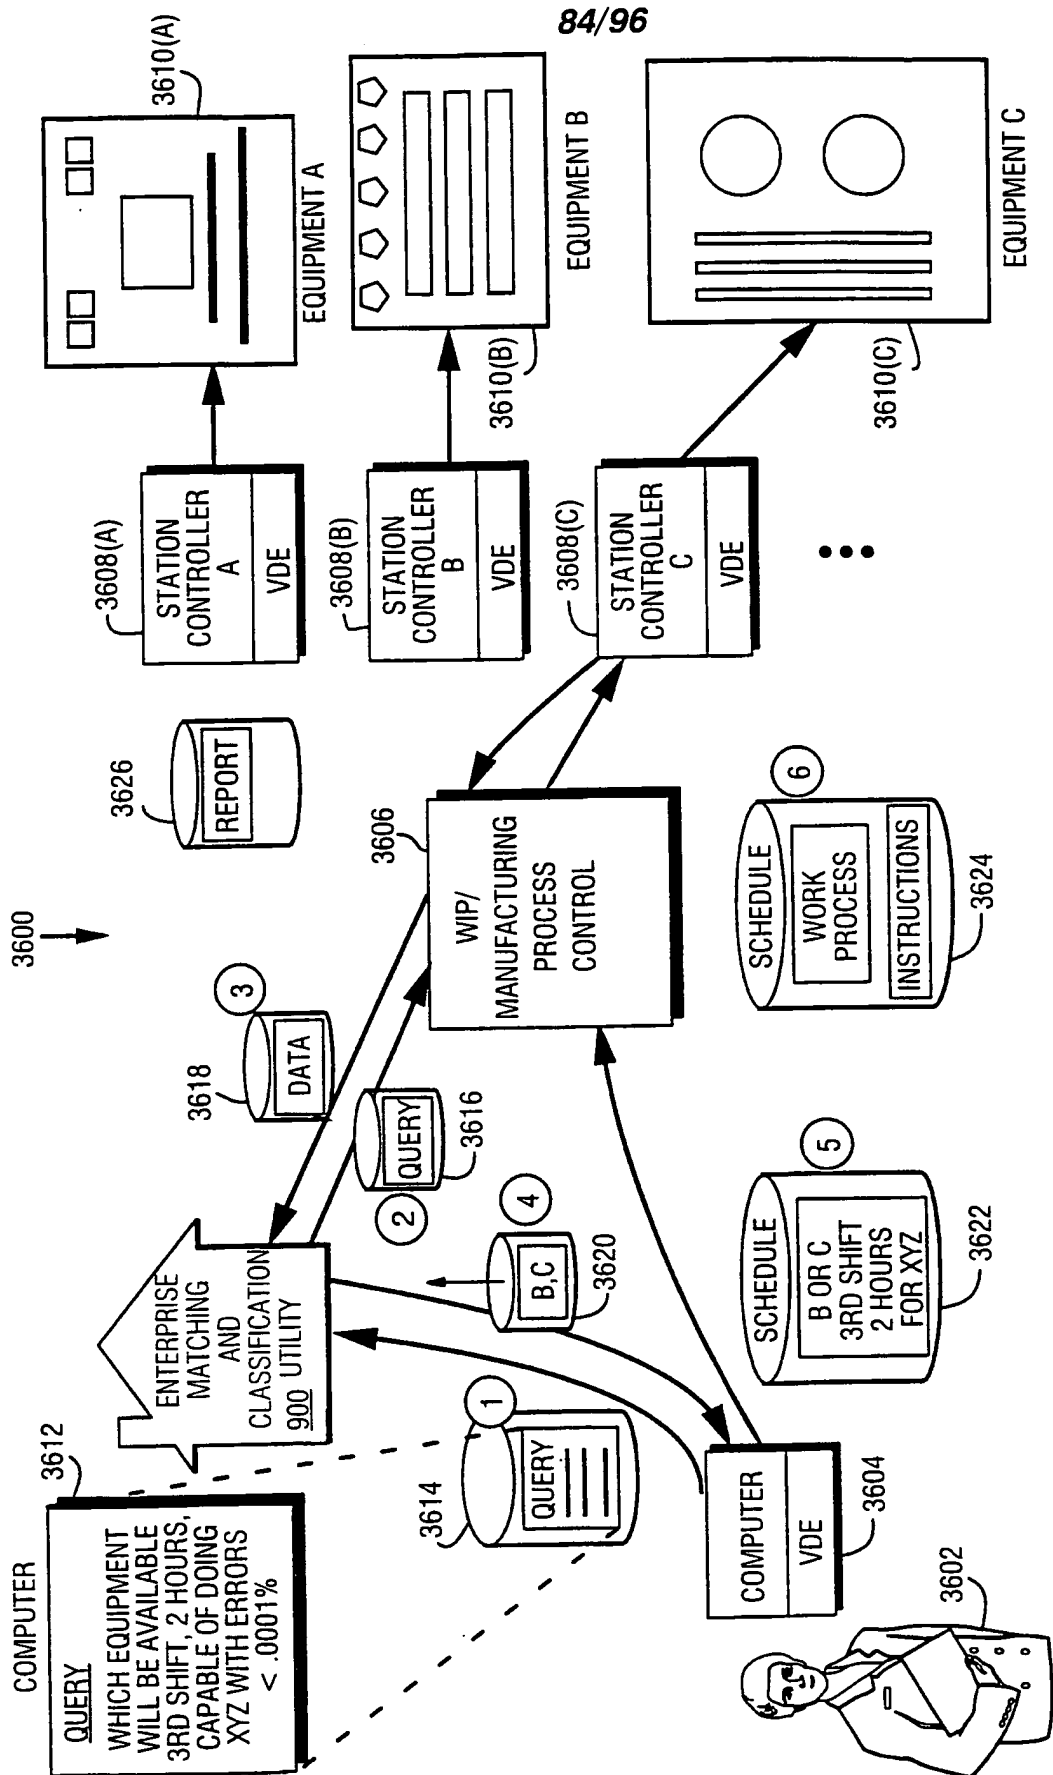 84/96
3600
COMPUTER
QUERY
WHICH EQUIPMENT
WILL BE AVAILABLE
3RD SHIFT, 2 HOURS,
CAPABLE OF DOING
XYZ WITH ERRORS
< .0001%
3612
ENTERPRISE
MATCHING
AND
CLASSIFICATION
900 UTILITY
3614
QUERY
1
3618
DATA
3
2
QUERY
3616
4
B,C
3620
COMPUTER
VDE
3604
3602
SCHEDULE
B OR C
3RD SHIFT
2 HOURS
FOR XYZ
5
3622
3606
WIP/
MANUFACTURING
PROCESS
CONTROL
3626
REPORT
SCHEDULE
WORK
PROCESS
INSTRUCTIONS
6
3624
3608(A)
STATION
CONTROLLER
A
VDE
3608(B)
STATION
CONTROLLER
B
VDE
3608(C)
STATION
CONTROLLER
C
VDE
3610(A)
EQUIPMENT A
3610(B)
EQUIPMENT B
3610(C)
EQUIPMENT C